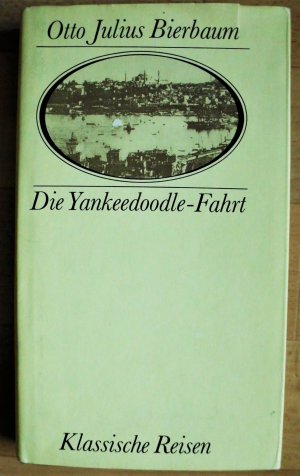 Otto Julius Bierbaum
Die Yankeedoodle-Fahrt
Klassische Reisen